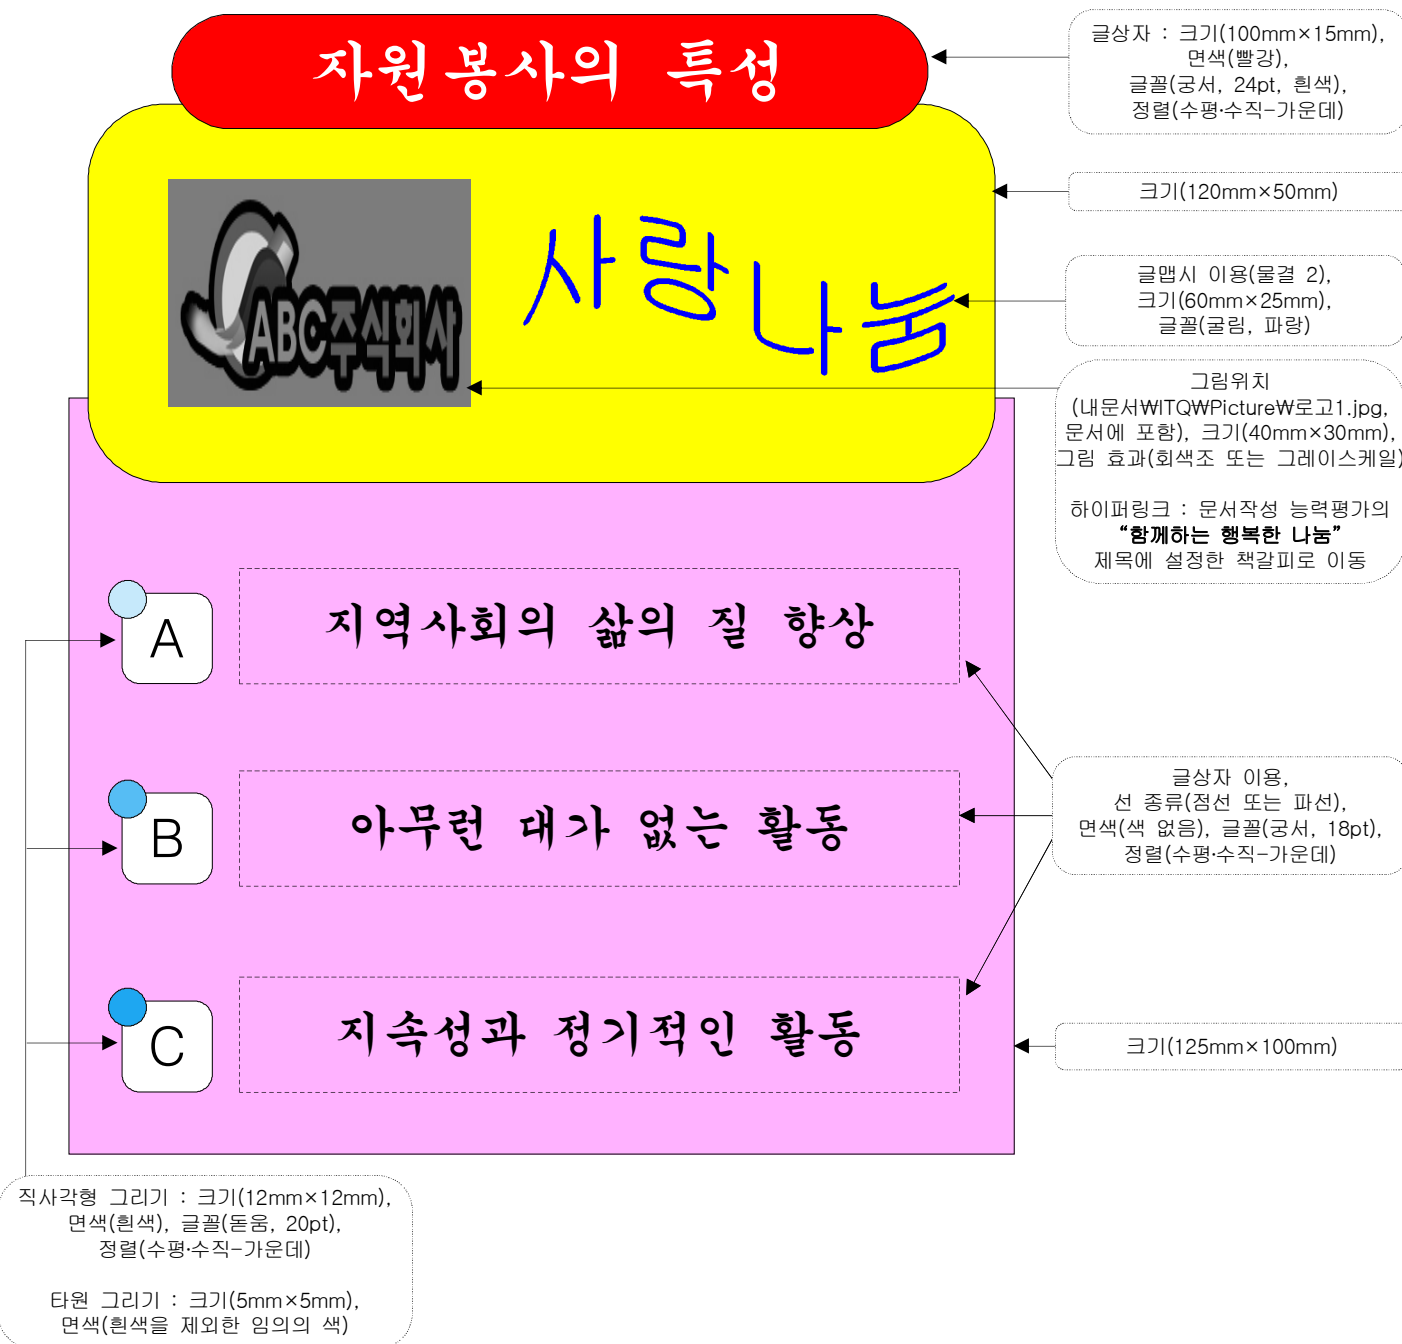 자원봉사의 특성
글상자 : 크기(100mm×15mm),
면색(빨강),
글꼴(궁서, 24pt, 흰색),
정렬(수평·수직-가운데)
크기(120mm×50mm)
ABC주식회사
사랑나눔
글맵시 이용(물결 2),
크기(60mm×25mm),
글꼴(굴림, 파랑)
그림위치
(내문서₩ITQ₩Picture₩로고1.jpg,
문서에 포함), 크기(40mm×30mm),
그림 효과(회색조 또는 그레이스케일)
하이퍼링크 : 문서작성 능력평가의
“함께하는 행복한 나눔”
제목에 설정한 책갈피로 이동
A
지역사회의 삶의 질 향상
B
아무런 대가 없는 활동
글상자 이용,
선 종류(점선 또는 파선),
면색(색 없음), 글꼴(궁서, 18pt),
정렬(수평·수직-가운데)
C
지속성과 정기적인 활동
크기(125mm×100mm)
직사각형 그리기 : 크기(12mm×12mm),
면색(흰색), 글꼴(돋움, 20pt),
정렬(수평·수직-가운데)
타원 그리기 : 크기(5mm×5mm),
면색(흰색을 제외한 임의의 색)